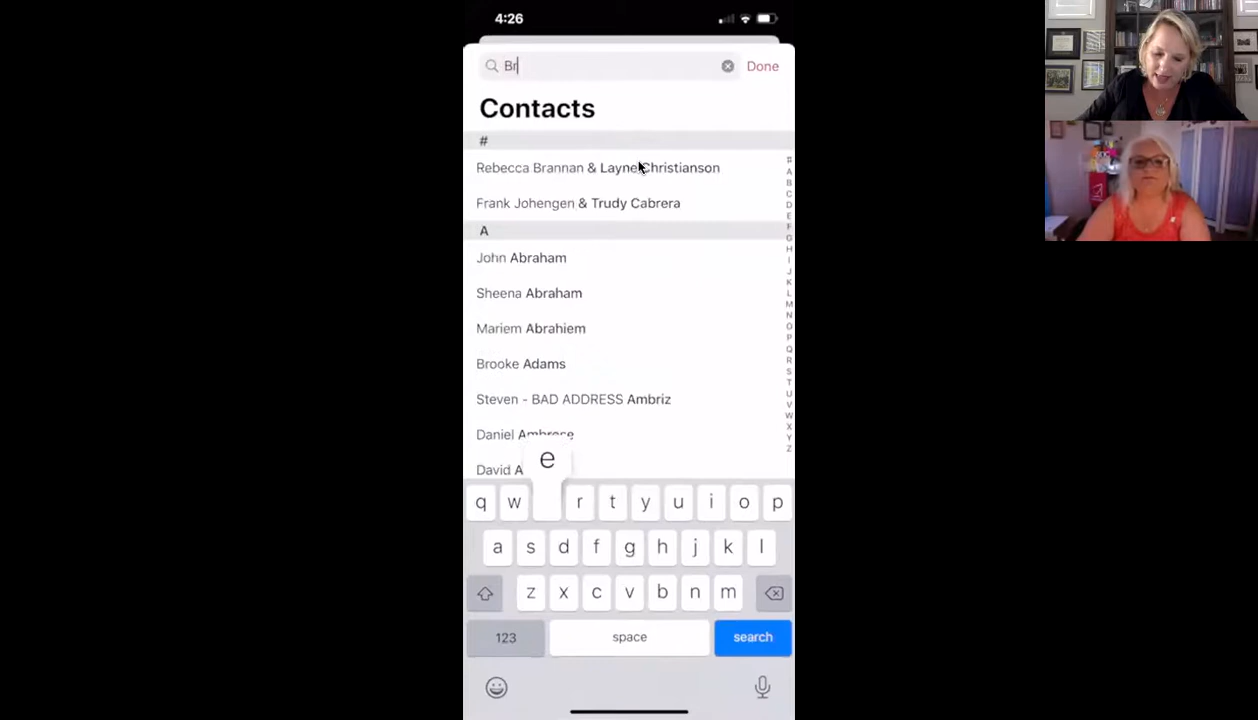 4:26
Br
Done
Contacts
#
Rebecca Brannan & Layne Christianson
Frank Johengen & Trudy Cabrera
A
John Abraham
Sheena Abraham
Mariem Abrahiem
Brooke Adams
Steven - BAD ADDRESS Ambriz
Daniel Ambrose
David A
#
A
B
C
D
E
F
G
H
I
J
K
L
M
N
O
P
Q
R
S
T
U
V
W
X
Y
Z
e
q w r t y u i o p
a s d f g h j k l
z x c v b n m
123 space search